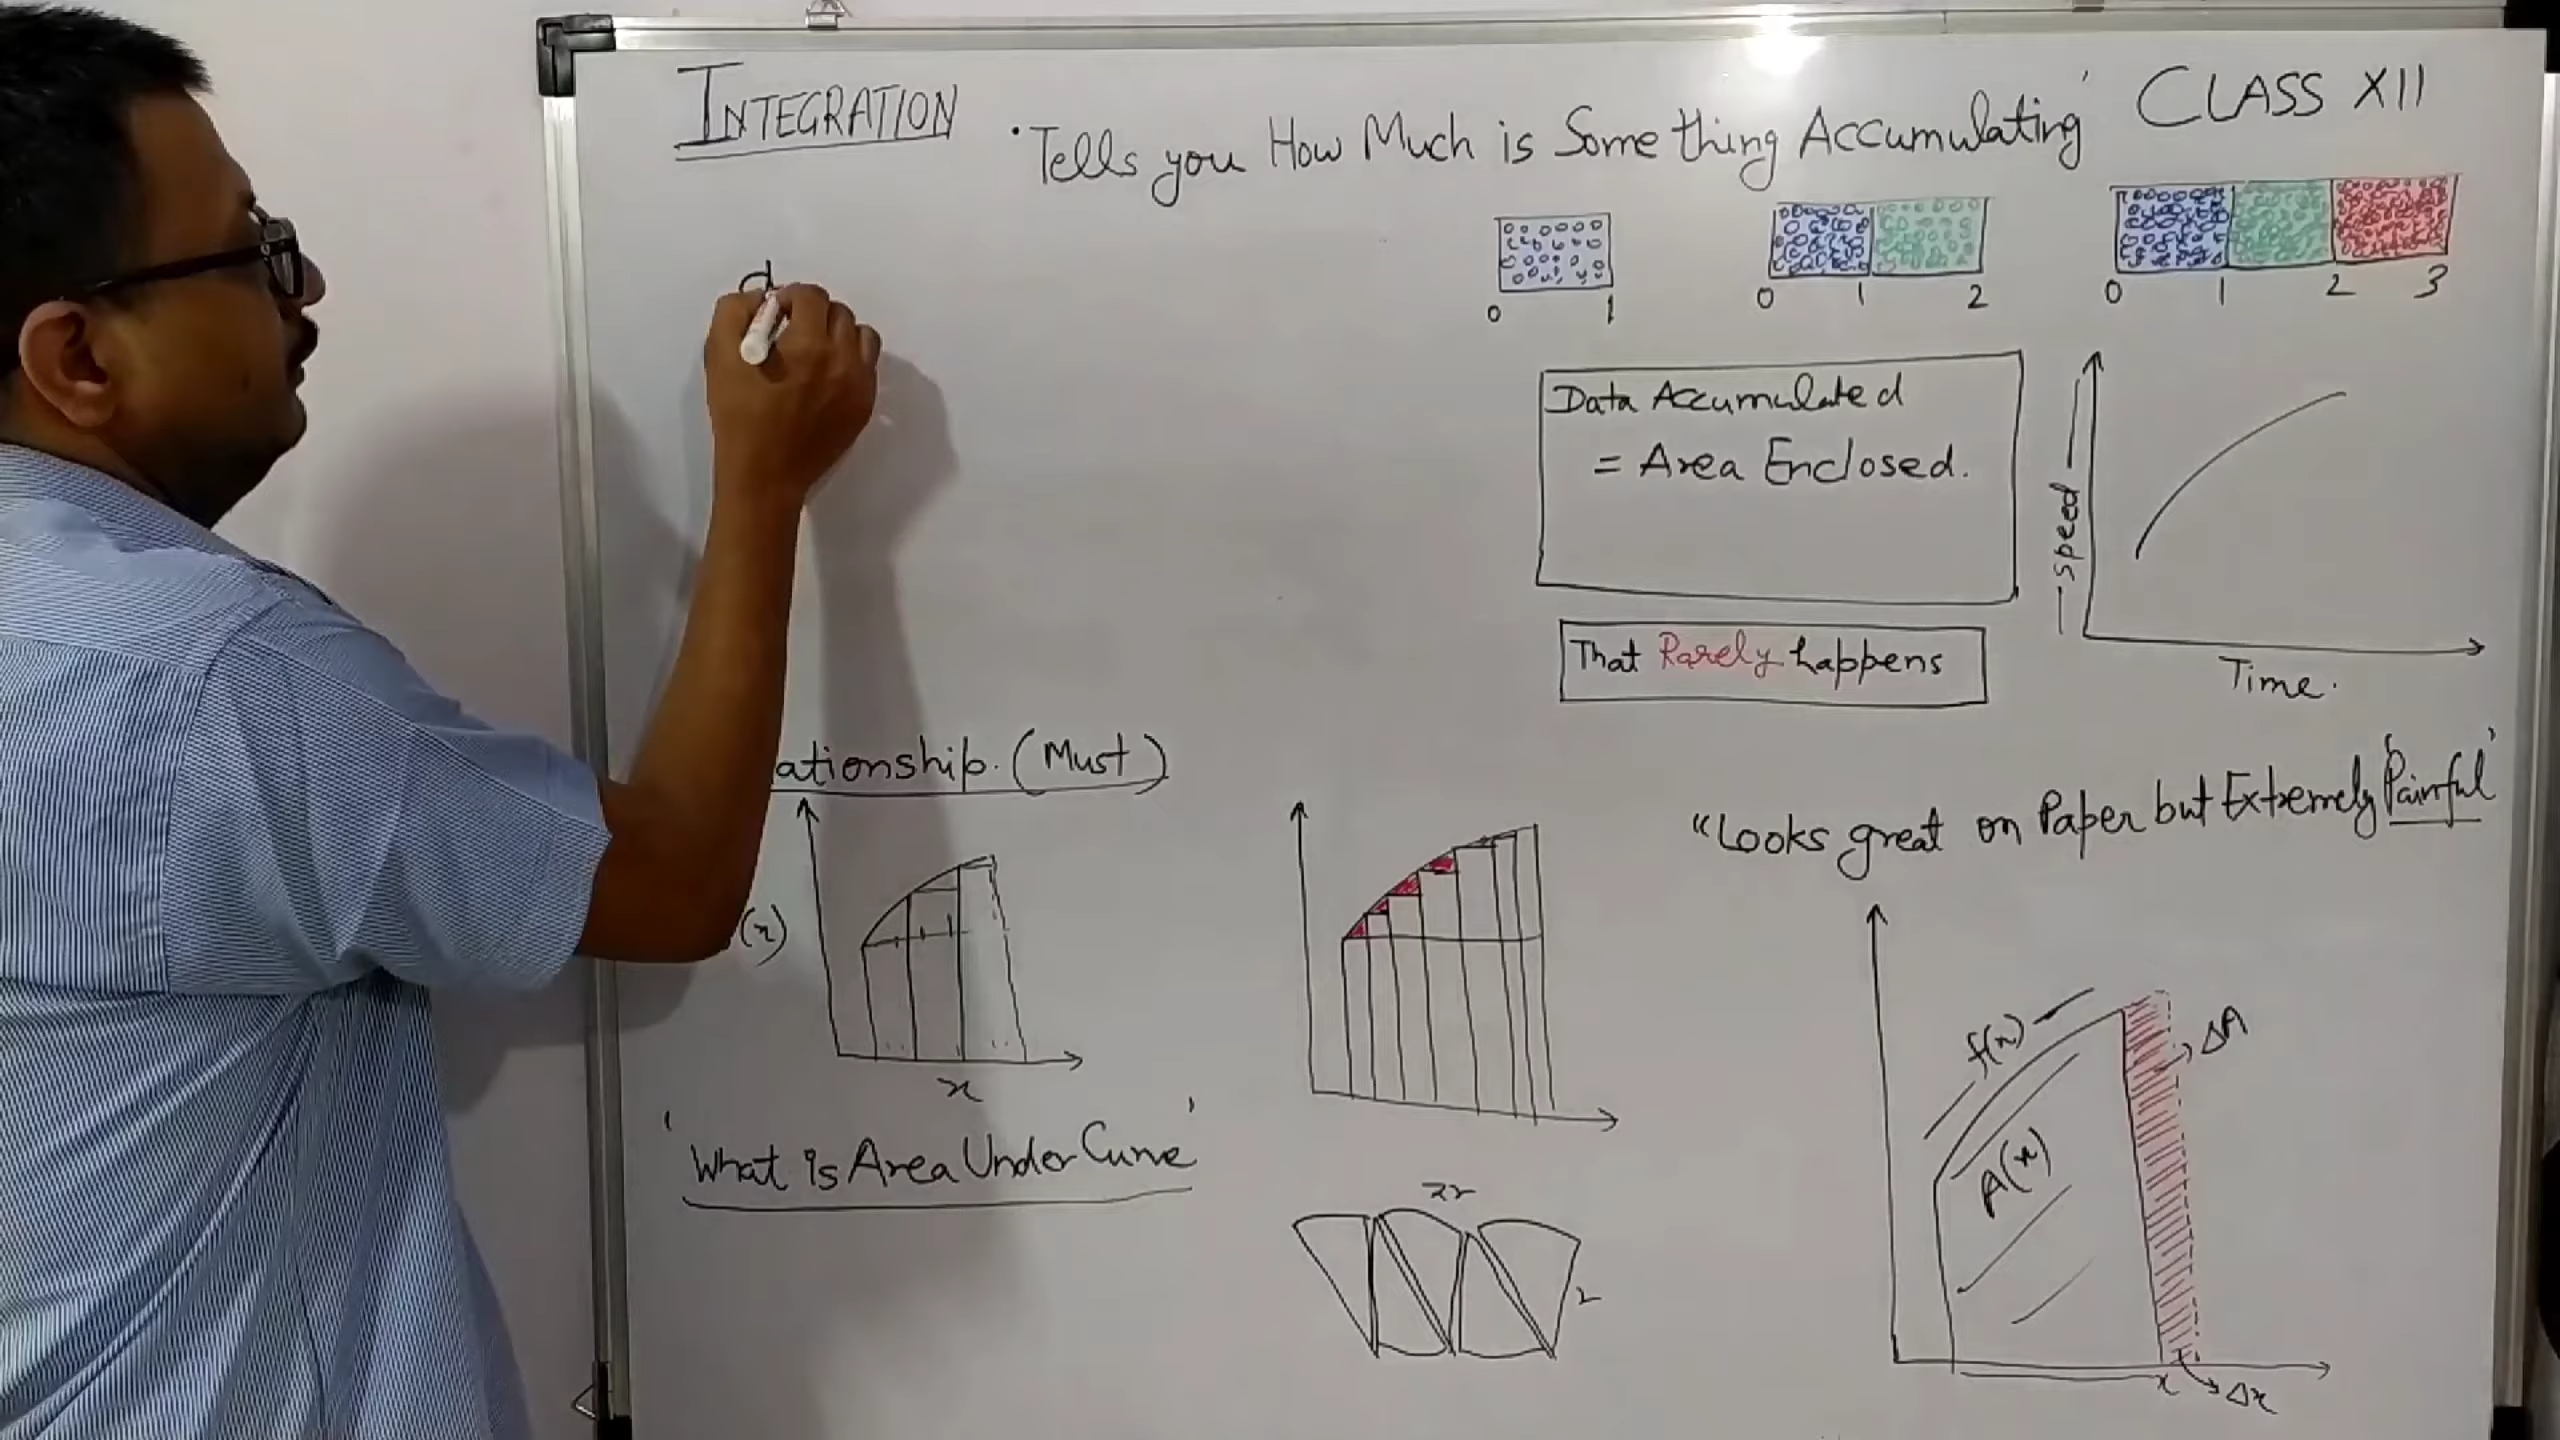 INTEGRATION
'Tells you How Much is Something Accumulating'
CLASS XII
0 1
0 1 2
0 1 2 3
d
Data Accumulated
= Area Enclosed.
speed
Time.
That Rarely happens
ationship. (Must)
"Looks great on Paper but Extremely 'Painful'
(x)
x
f(x)
ΔA
A(x)
x
Δx
'What is Area Under Curve'
r